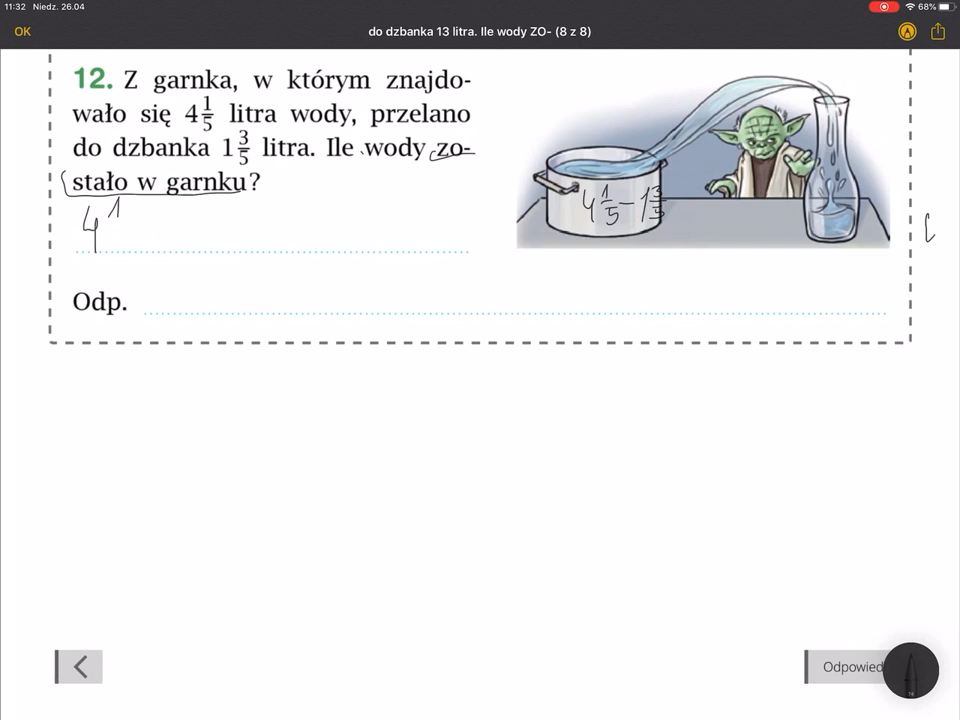 11:32 Niedz. 26.04
68%
OK
do dzbanka 13 litra. Ile wody ZO- (8 z 8)
12. Z garnka, w którym znajdo-
wało się 4 1/5 litra wody, przelano
do dzbanka 1 3/5 litra. Ile wody zo-
stało w garnku?
4 1/5 - 1 3/5
4 1
Odp.
Odpowied